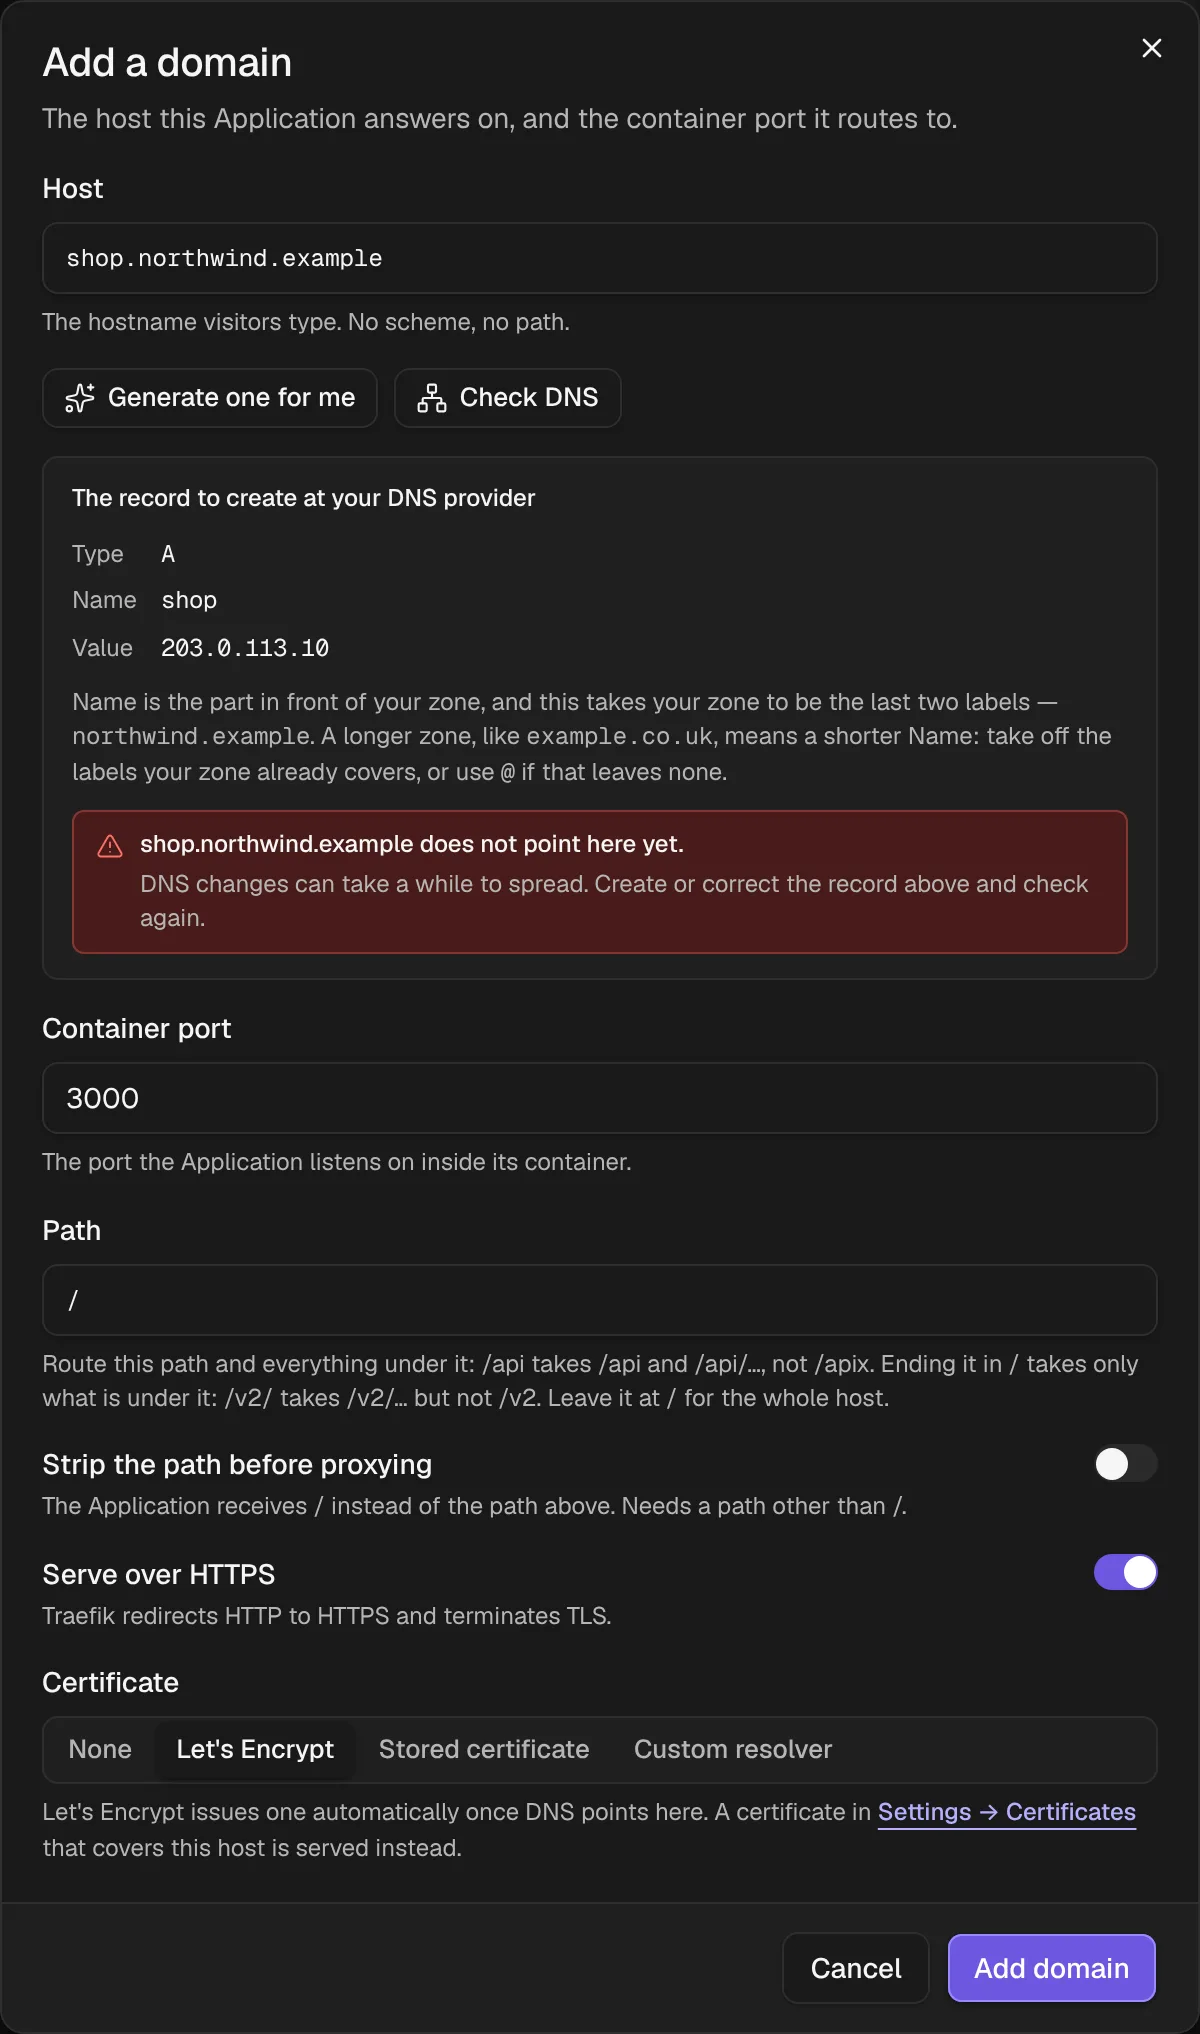 Add a domain
The host this Application answers on, and the container port it routes to.
Host
shop.northwind.example
The hostname visitors type. No scheme, no path.
Generate one for me
Check DNS
The record to create at your DNS provider
Type A
Name shop
Value 203.0.113.10
Name is the part in front of your zone, and this takes your zone to be the last two labels —
northwind.example. A longer zone, like example.co.uk, means a shorter Name: take off the
labels your zone already covers, or use @ if that leaves none.
shop.northwind.example does not point here yet.
DNS changes can take a while to spread. Create or correct the record above and check
again.
Container port
3000
The port the Application listens on inside its container.
Path
/
Route this path and everything under it: /api takes /api and /api/…, not /apix. Ending it in / takes only
what is under it: /v2/ takes /v2/… but not /v2. Leave it at / for the whole host.
Strip the path before proxying
The Application receives / instead of the path above. Needs a path other than /.
Serve over HTTPS
Traefik redirects HTTP to HTTPS and terminates TLS.
Certificate
None Let's Encrypt Stored certificate Custom resolver
Let's Encrypt issues one automatically once DNS points here. A certificate in Settings → Certificates
that covers this host is served instead.
Cancel Add domain